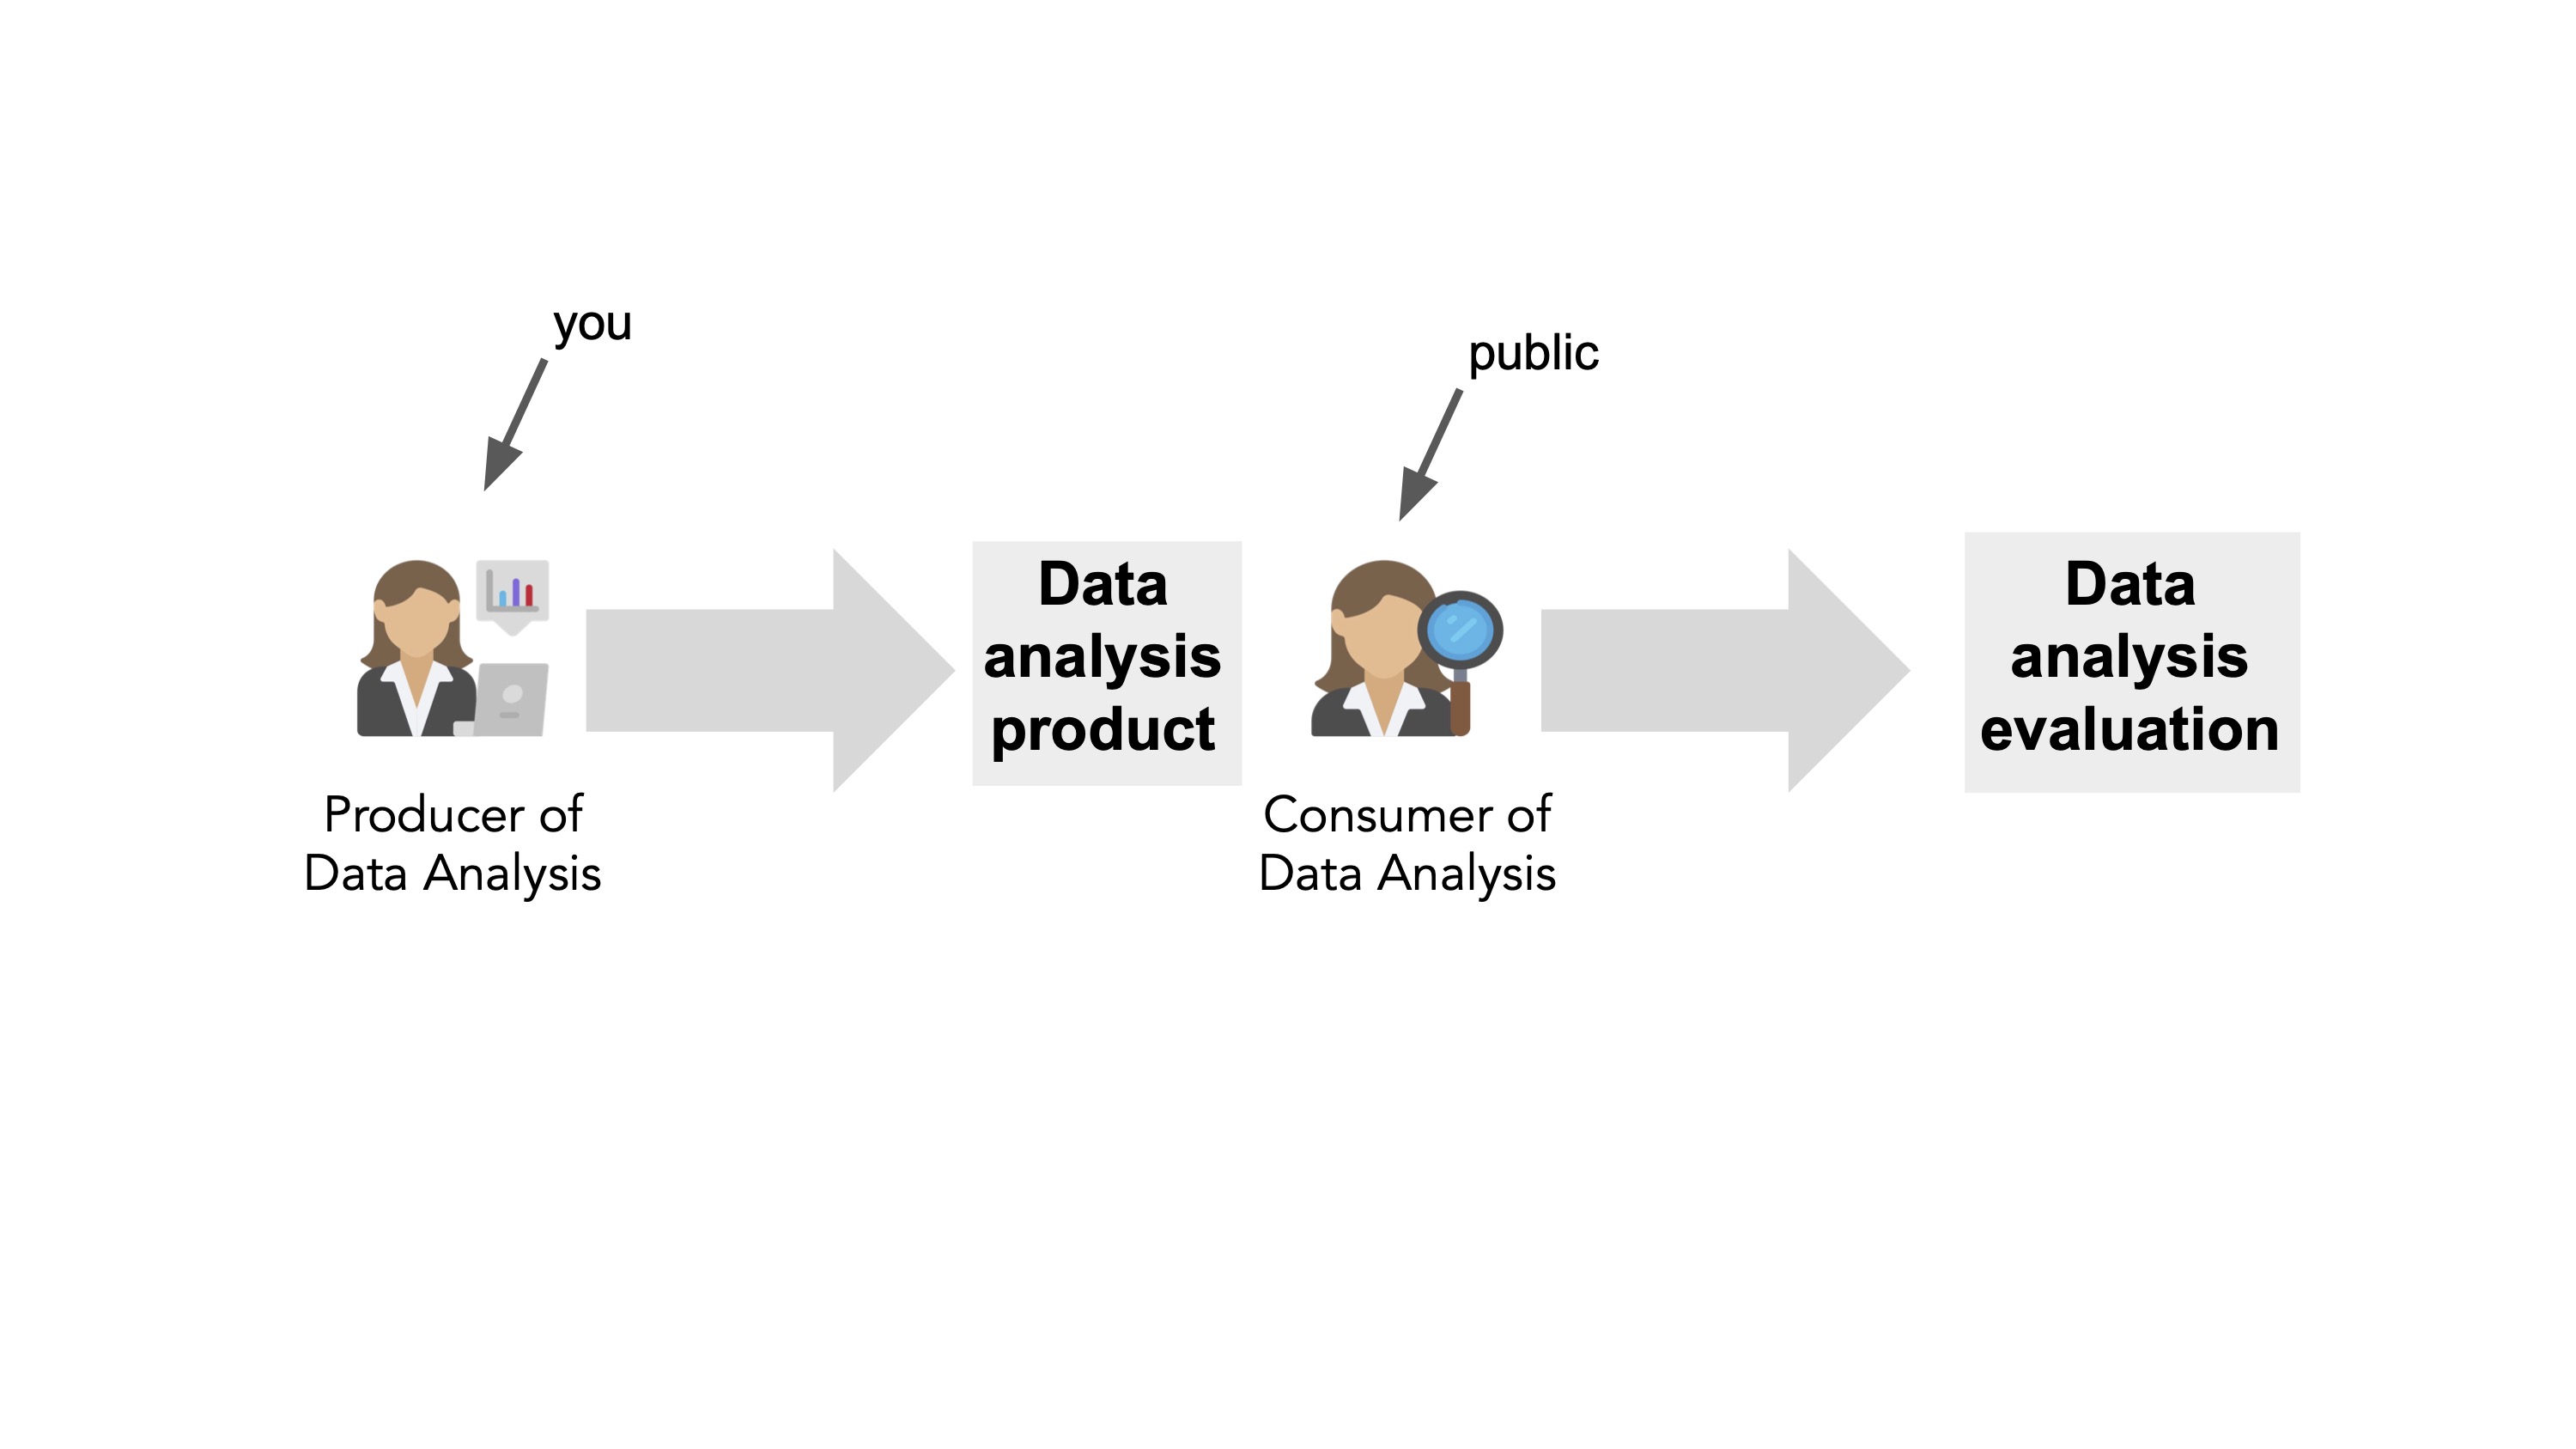 you
public
Data
analysis
product
Data
analysis
evaluation
Producer of
Data Analysis
Consumer of
Data Analysis